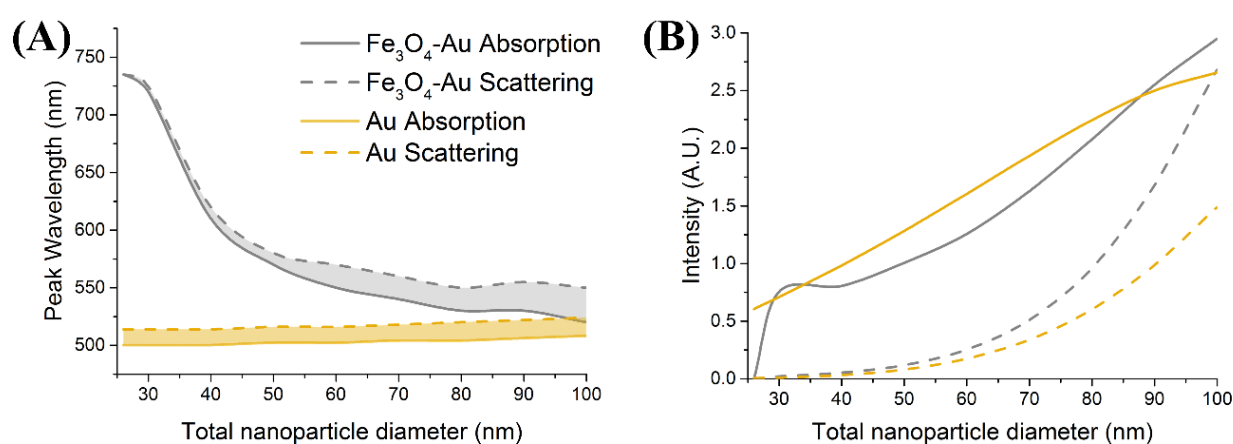 (A)
Peak Wavelength (nm)
750
700
650
600
550
500
Fe₃O₄-Au Absorption
Fe₃O₄-Au Scattering
Au Absorption
Au Scattering
30 40 50 60 70 80 90 100
Total nanoparticle diameter (nm)
(B)
Intensity (A.U.)
3.0
2.5
2.0
1.5
1.0
0.5
0.0
30 40 50 60 70 80 90 100
Total nanoparticle diameter (nm)